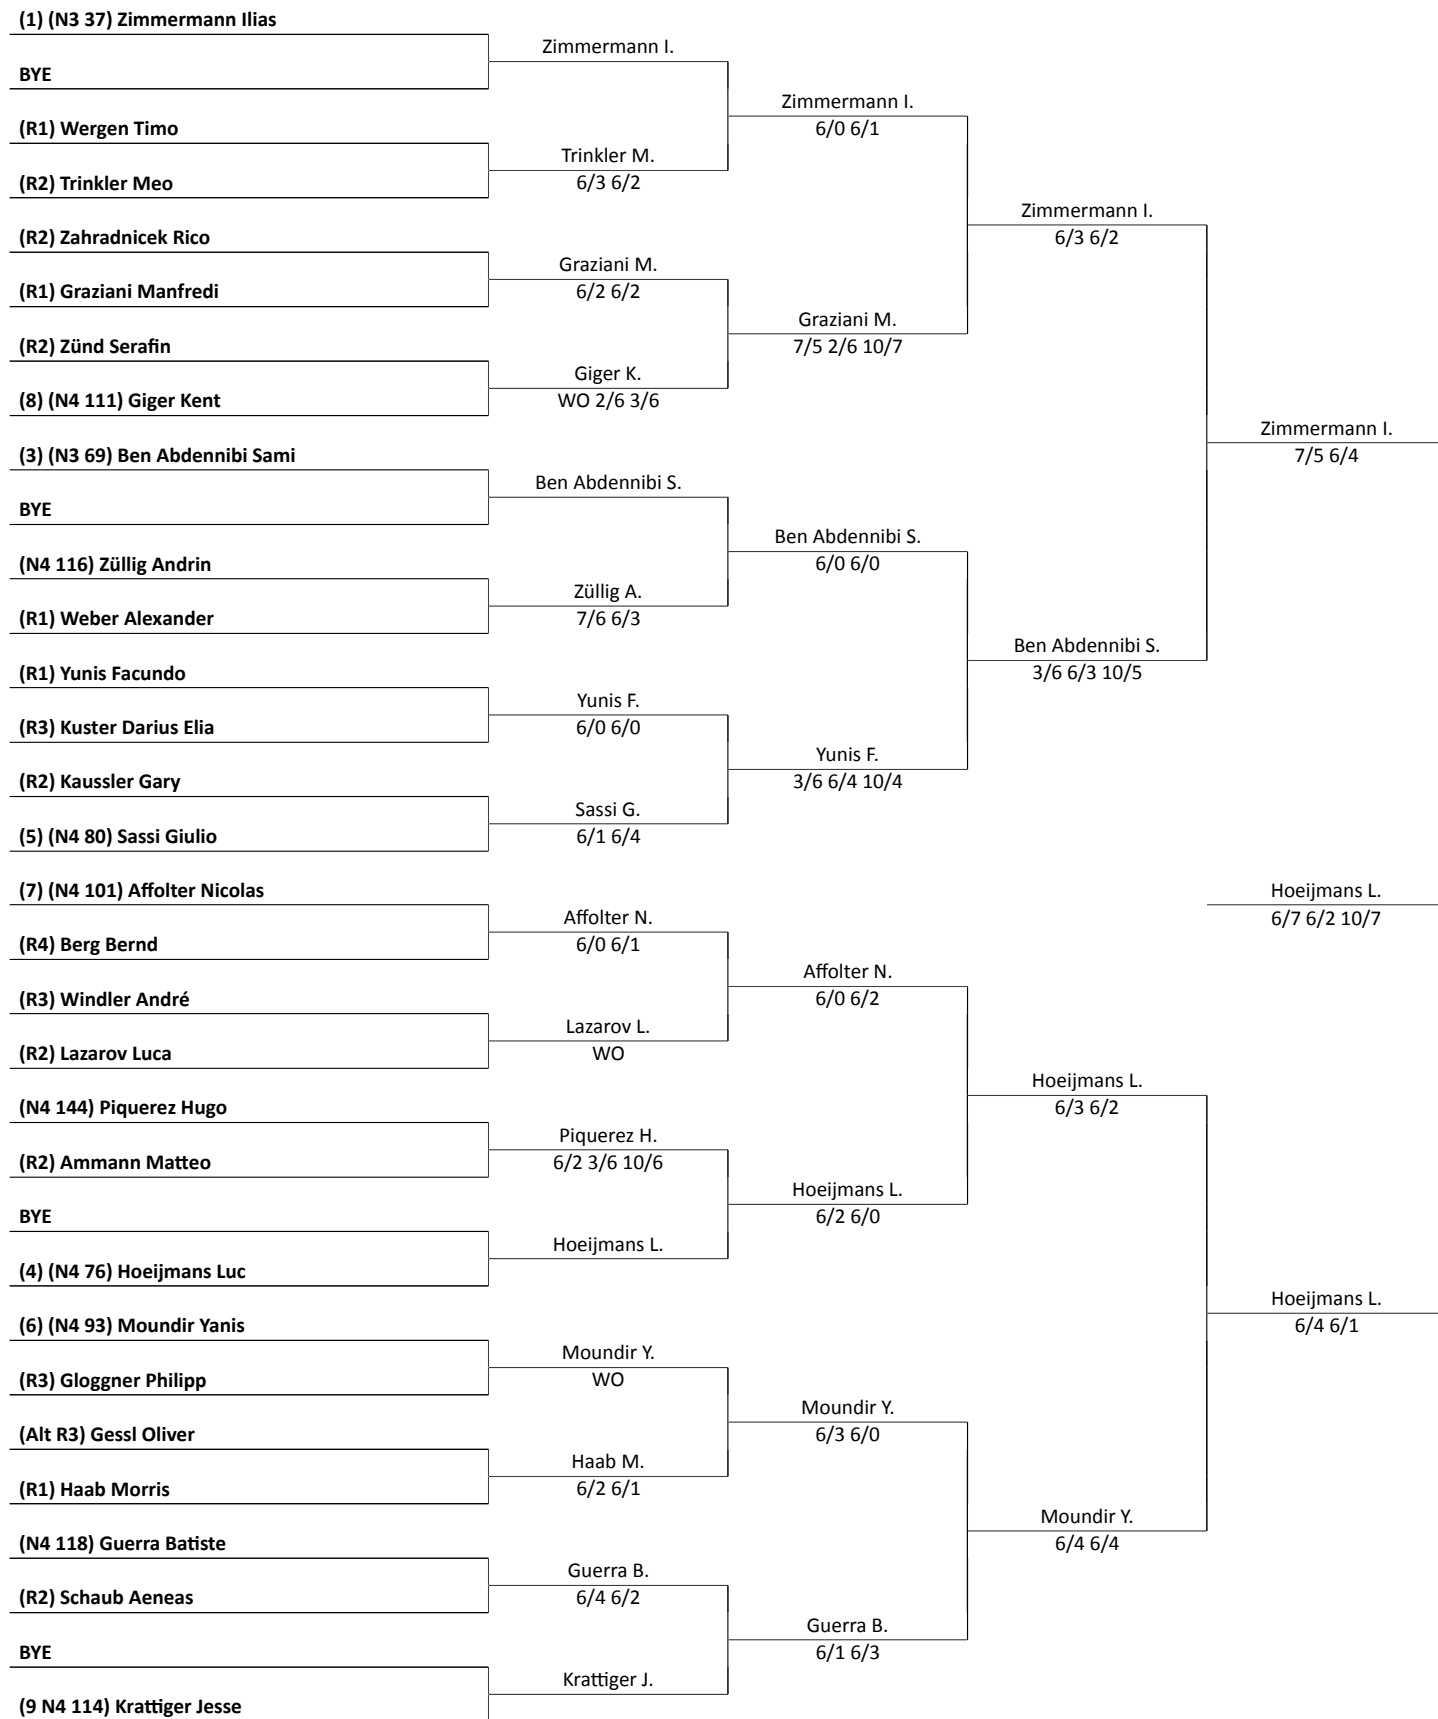 (1) (N3 37) Zimmermann Ilias
Zimmermann I.
BYE
Zimmermann I.
6/0 6/1
(R1) Wergen Timo
Trinkler M.
6/3 6/2
(R2) Trinkler Meo
Zimmermann I.
6/3 6/2
(R2) Zahradnicek Rico
Graziani M.
6/2 6/2
(R1) Graziani Manfredi
Graziani M.
7/5 2/6 10/7
(R2) Zünd Serafin
Giger K.
WO 2/6 3/6
(8) (N4 111) Giger Kent
Zimmermann I.
7/5 6/4
(3) (N3 69) Ben Abdennibi Sami
Ben Abdennibi S.
BYE
Ben Abdennibi S.
6/0 6/0
(N4 116) Züllig Andrin
Züllig A.
7/6 6/3
(R1) Weber Alexander
Ben Abdennibi S.
3/6 6/3 10/5
(R1) Yunis Facundo
Yunis F.
6/0 6/0
(R3) Kuster Darius Elia
Yunis F.
3/6 6/4 10/4
(R2) Kaussler Gary
Sassi G.
6/1 6/4
(5) (N4 80) Sassi Giulio
(7) (N4 101) Affolter Nicolas
Hoeijmans L.
6/7 6/2 10/7
Affolter N.
6/0 6/1
(R4) Berg Bernd
Affolter N.
6/0 6/2
(R3) Windler André
Lazarov L.
WO
(R2) Lazarov Luca
Hoeijmans L.
6/3 6/2
(N4 144) Piquerez Hugo
Piquerez H.
6/2 3/6 10/6
(R2) Ammann Matteo
Hoeijmans L.
6/2 6/0
BYE
Hoeijmans L.
(4) (N4 76) Hoeijmans Luc
Hoeijmans L.
6/4 6/1
(6) (N4 93) Moundir Yanis
Moundir Y.
WO
(R3) Gloggner Philipp
Moundir Y.
6/3 6/0
(Alt R3) Gessl Oliver
Haab M.
6/2 6/1
(R1) Haab Morris
Moundir Y.
6/4 6/4
(N4 118) Guerra Batiste
Guerra B.
6/4 6/2
(R2) Schaub Aeneas
Guerra B.
6/1 6/3
BYE
Krattiger J.
(9 N4 114) Krattiger Jesse